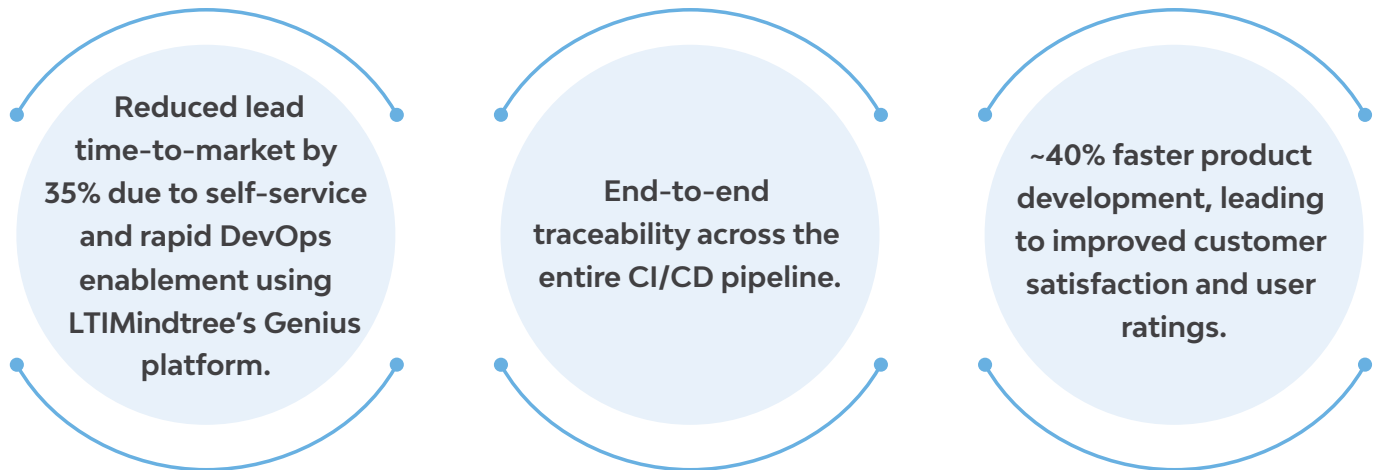 Reduced lead
time-to-market by
35% due to self-service
and rapid DevOps
enablement using
LTIMindtree’s Genius
platform.
End-to-end
traceability across the
entire CI/CD pipeline.
~40% faster product
development, leading
to improved customer
satisfaction and user
ratings.